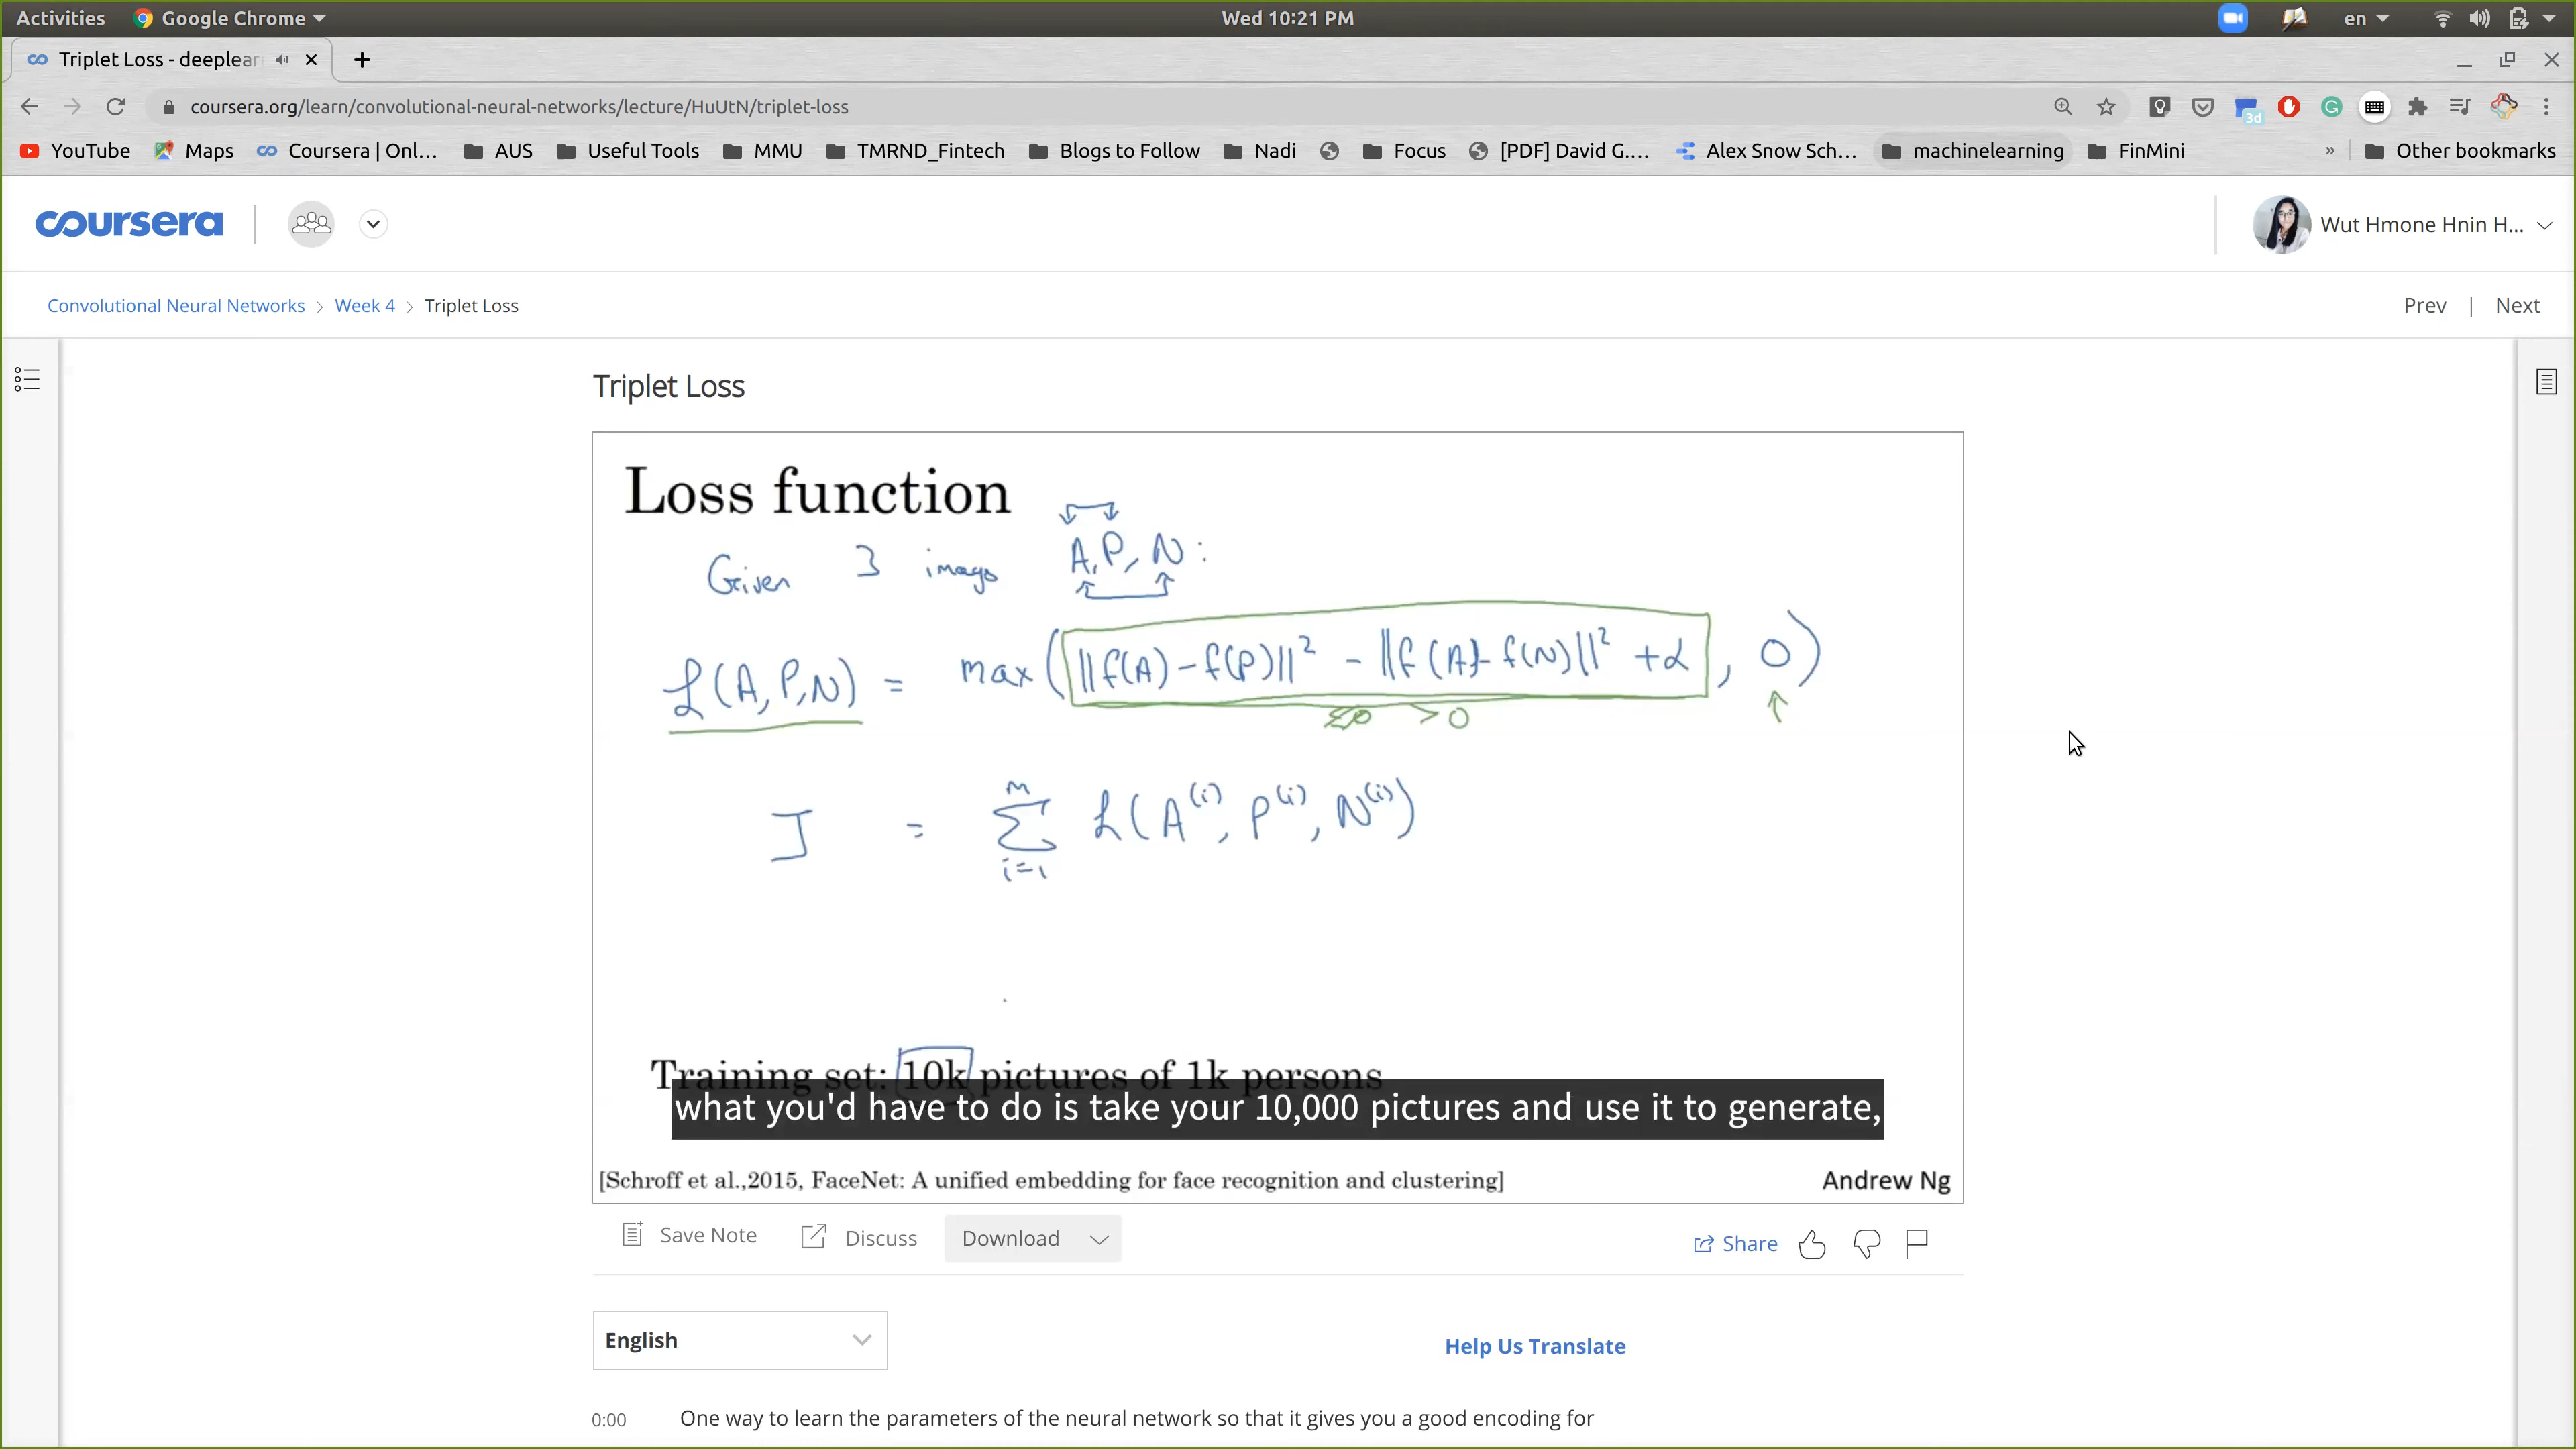 Activities Google Chrome Wed 10:21 PM en
Triplet Loss - deeplear
coursera.org/learn/convolutional-neural-networks/lecture/HuUtN/triplet-loss 3d
YouTube Maps Coursera | Onl... AUS Useful Tools MMU TMRND_Fintech Blogs to Follow Nadi Focus [PDF] David G.... Alex Snow Sch... machinelearning FinMini » Other bookmarks
coursera Wut Hmone Hnin H...
Convolutional Neural Networks > Week 4 > Triplet Loss Prev | Next
Triplet Loss
Loss function
Given 3 images A, P, N:
ℒ(A, P, N) = max(||f(A) - f(P)||² - ||f(A) - f(N)||² + α, 0)
> 0
J = Σ ℒ(A⁽ⁱ⁾, P⁽ⁱ⁾, N⁽ⁱ⁾)
m
i=1
Training set: 10k pictures of 1k persons
what you'd have to do is take your 10,000 pictures and use it to generate,
[Schroff et al.,2015, FaceNet: A unified embedding for face recognition and clustering] Andrew Ng
Save Note Discuss Download Share
English Help Us Translate
0:00 One way to learn the parameters of the neural network so that it gives you a good encoding for